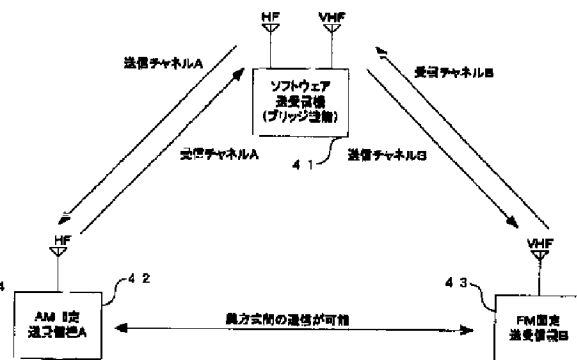 HF
VHF
送信チャネルA
受信チャネルB
ソフトウェア
送受信機
(ブリッジ機能)
41
受信チャネルA
送信チャネルB
HF
VHF
4
42
43
AM固定
送受信機A
異方式間の通信が可能
FM固定
送受信機B